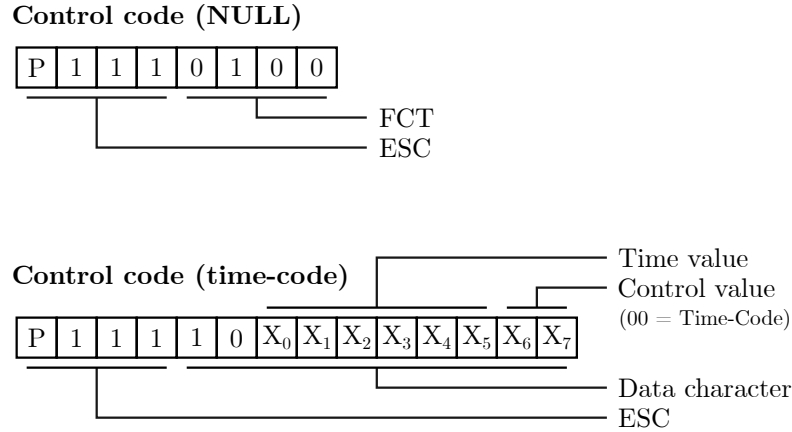 Control code (NULL)
P 1 1 1 0 1 0 0
FCT
ESC
Time value
Control code (time-code)
Control value
(00 = Time-Code)
P 1 1 1 1 0 X₀ X₁ X₂ X₃ X₄ X₅ X₆ X₇
Data character
ESC